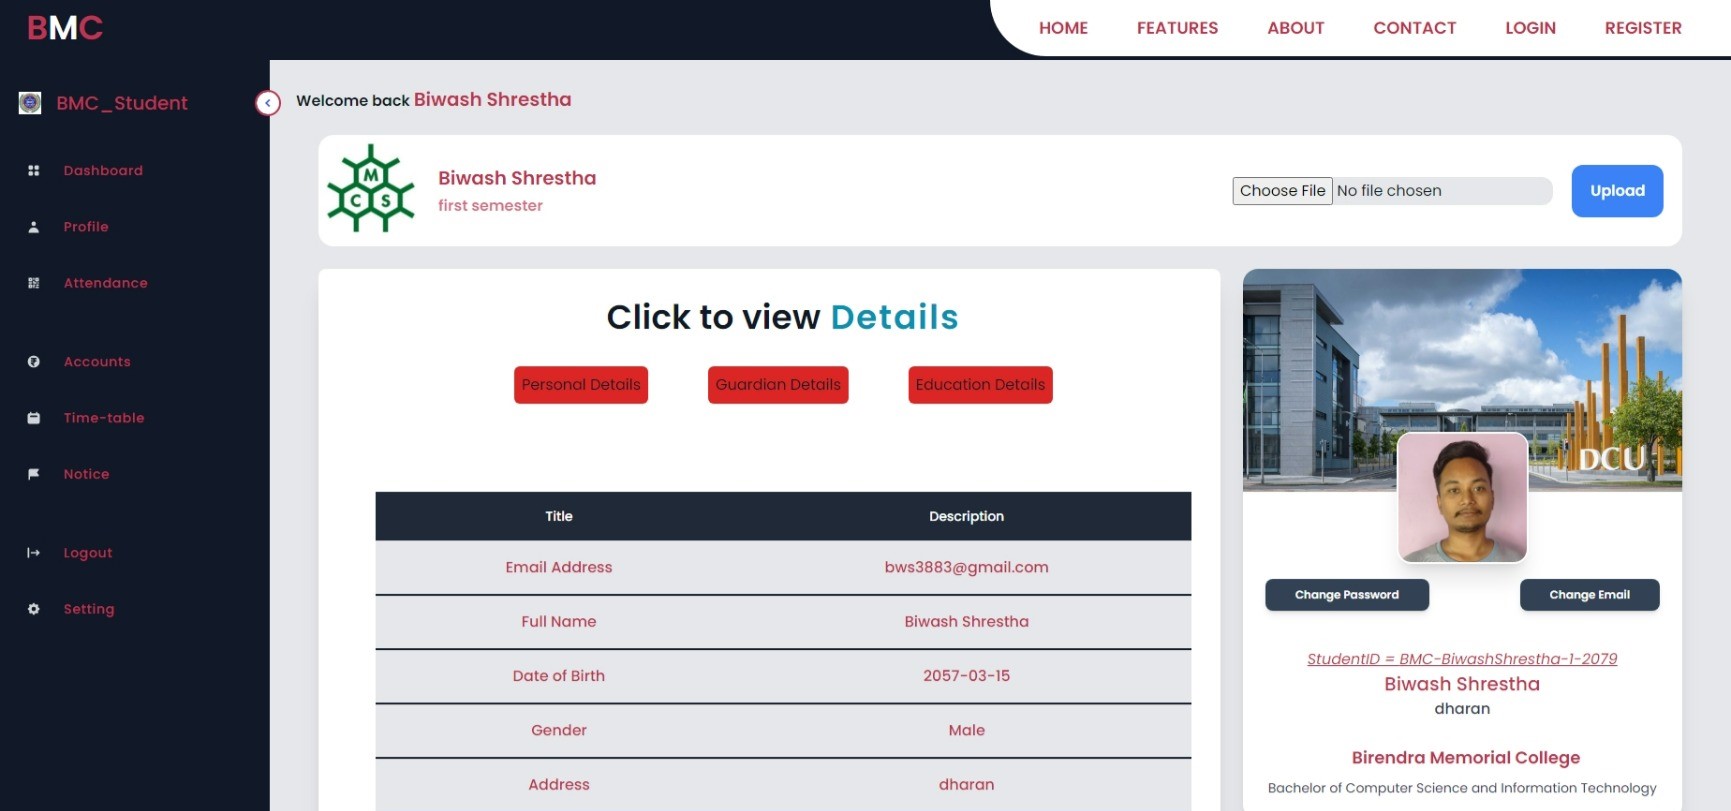 BMC
HOME FEATURES ABOUT CONTACT LOGIN REGISTER
BMC_Student
Dashboard
Profile
Attendance
Accounts
Time-table
Notice
Logout
Setting
Welcome back Biwash Shrestha
M
C S
Biwash Shrestha
first semester
Choose File No file chosen
Upload
Click to view Details
Personal Details Guardian Details Education Details
Title Description
Email Address bws3883@gmail.com
Full Name Biwash Shrestha
Date of Birth 2057-03-15
Gender Male
Address dharan
DCU
Change Password Change Email
StudentID = BMC-BiwashShrestha-1-2079
Biwash Shrestha
dharan
Birendra Memorial College
Bachelor of Computer Science and Information Technology